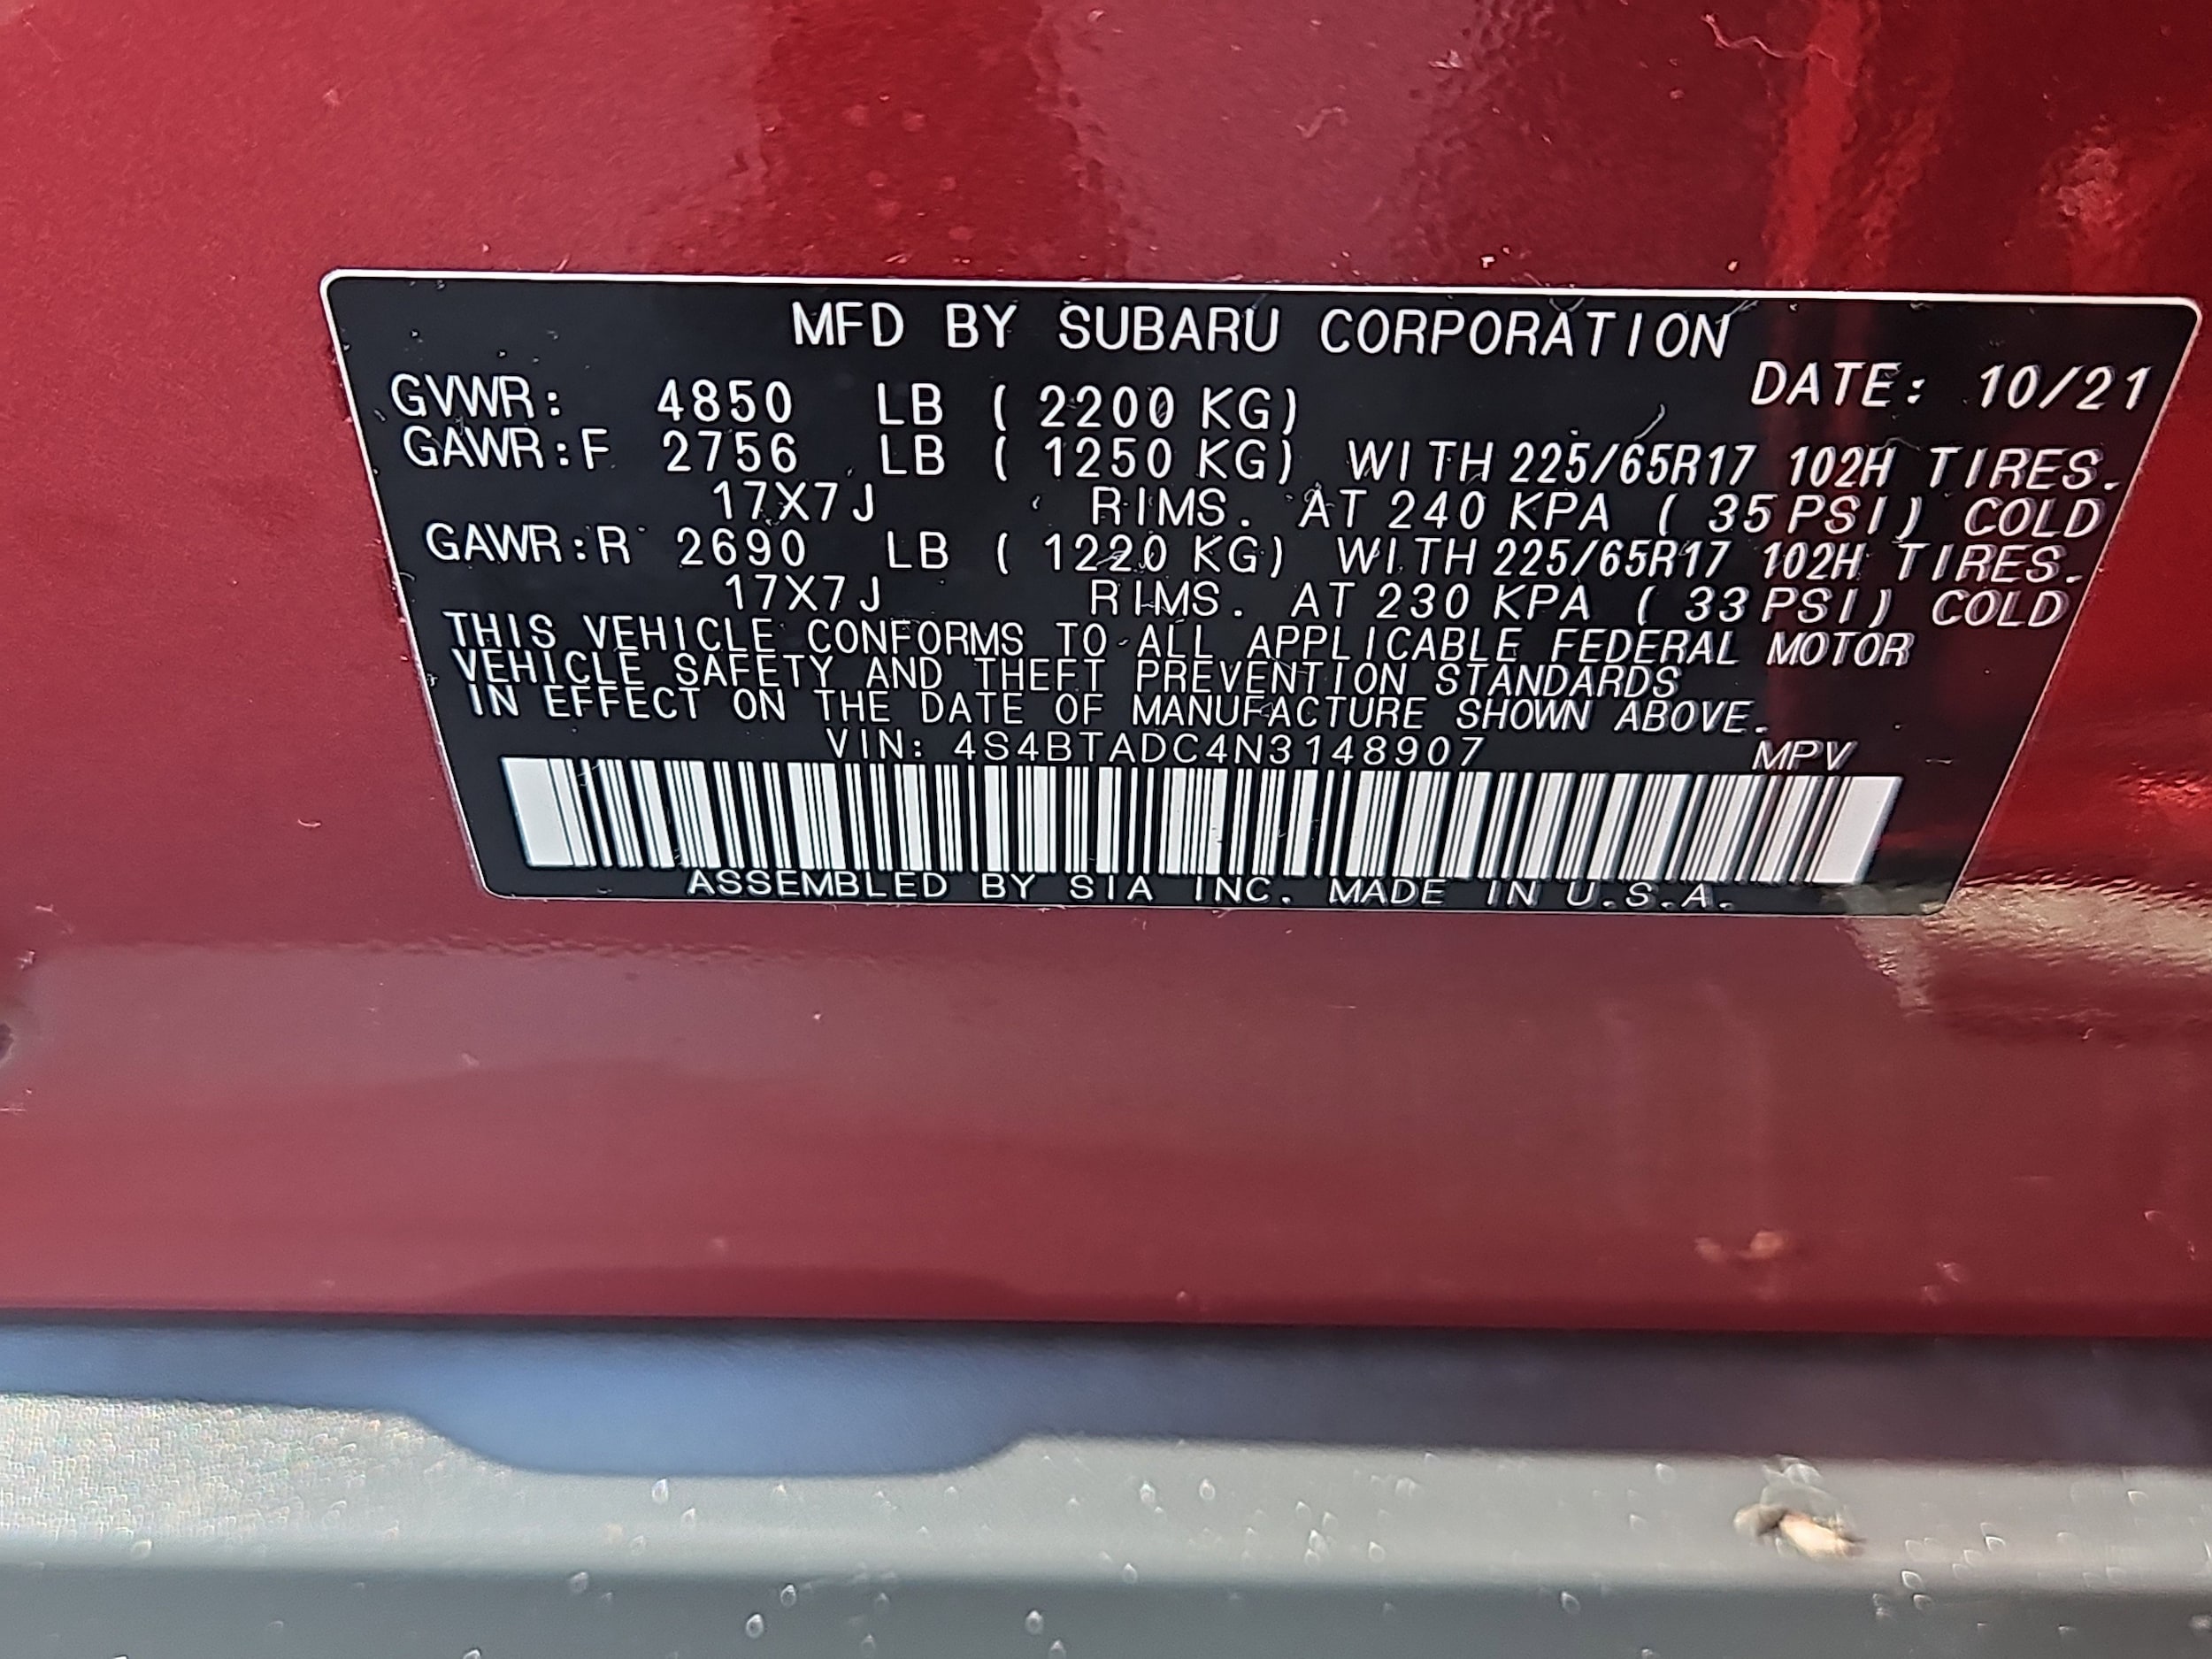 MFD BY SUBARU CORPORATION
DATE: 10/21
GVWR: 4850 LB ( 2200 KG)
GAWR:F 2756 LB ( 1250 KG) WITH 225/65R17 102H TIRES.
17X7J RIMS. AT 240 KPA ( 35 PSI) COLD
GAWR:R 2690 LB ( 1220 KG) WITH 225/65R17 102H TIRES.
17X7J RIMS. AT 230 KPA ( 33 PSI) COLD
THIS VEHICLE CONFORMS TO ALL APPLICABLE FEDERAL MOTOR
VEHICLE SAFETY AND THEFT PREVENTION STANDARDS
IN EFFECT ON THE DATE OF MANUFACTURE SHOWN ABOVE.
VIN: 4S4BTADC4N3148907 MPV
ASSEMBLED BY SIA INC. MADE IN U.S.A.